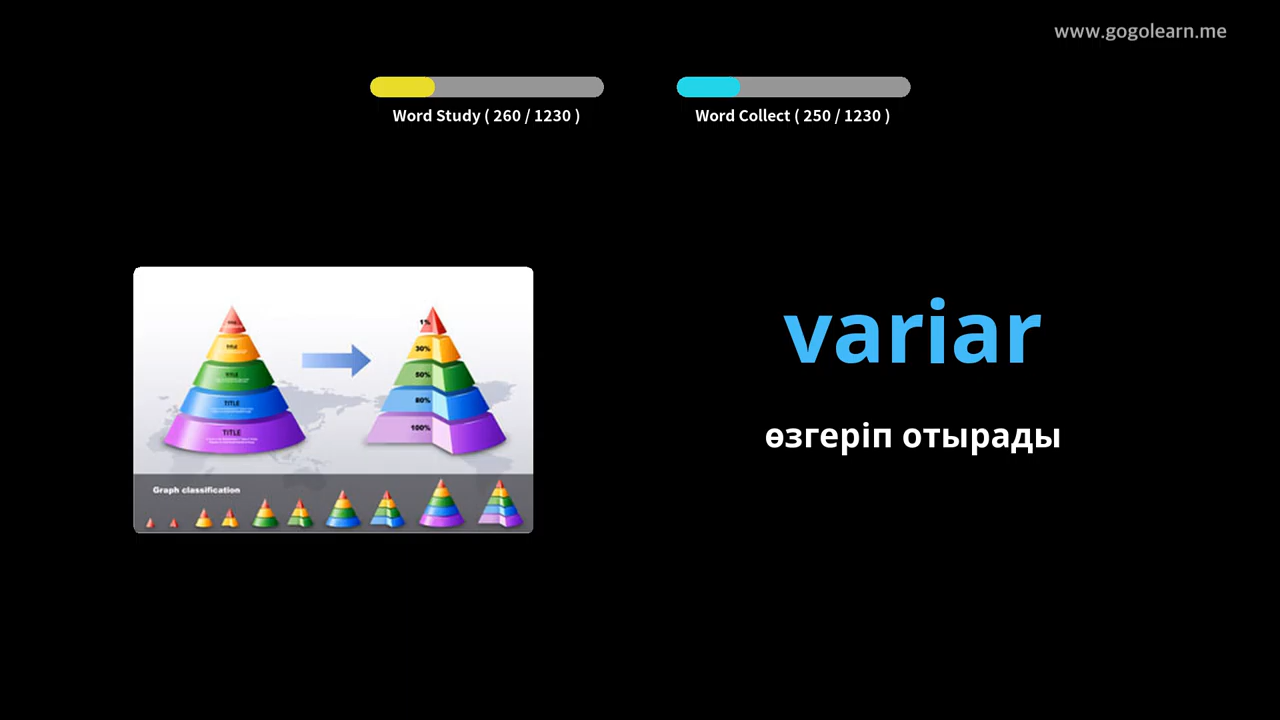 www.gogolearn.me
Word Study ( 260 / 1230 )
Word Collect ( 250 / 1230 )
variar
өзгеріп отырады
TITLE
TITLE
TITLE
TITLE
1%
30%
50%
80%
100%
Graph classification